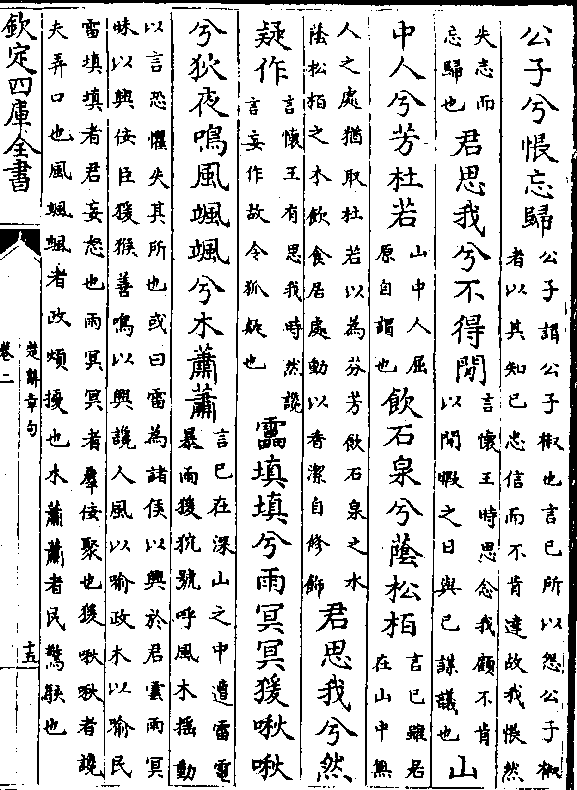 公子兮悵忘歸公子謂公子椒也言已所以怨公子椒
者以其知已忠信而不肯達故我悵然
失志而
忘歸也君思我兮不得閒言懷王時思念我顧不肯
以閒暇之日與已謀議也山
中人兮芳杜若山中人屈
原自謂也飲石泉兮蔭松柏言已雖居
在山中無
人之處猶取杜若以為芬芳飲石泉之水
蔭松柏之木飲食居處動以香潔自修飾君思我兮然
疑作言懷王有思我時然讒
言妄作故令狐疑也靁填填兮雨冥冥猨啾啾
兮狖夜鳴風颯颯兮木蕭蕭言已在深山之中遭雷電
暴雨猨狖號呼風木摇動
以言恐懼失其所也或曰雷為諸侯以興於君雲雨冥
昧以興佞臣猨猴善鳴以興讒人風以喻政木以喻民
雷填填者君妄怒也雨冥冥者羣佞聚也猨啾啾者讒
夫弄口也風颯颯者政煩擾也木蕭蕭者民驚駭也
欽定四庫全書
楚辭章句
卷二
十五